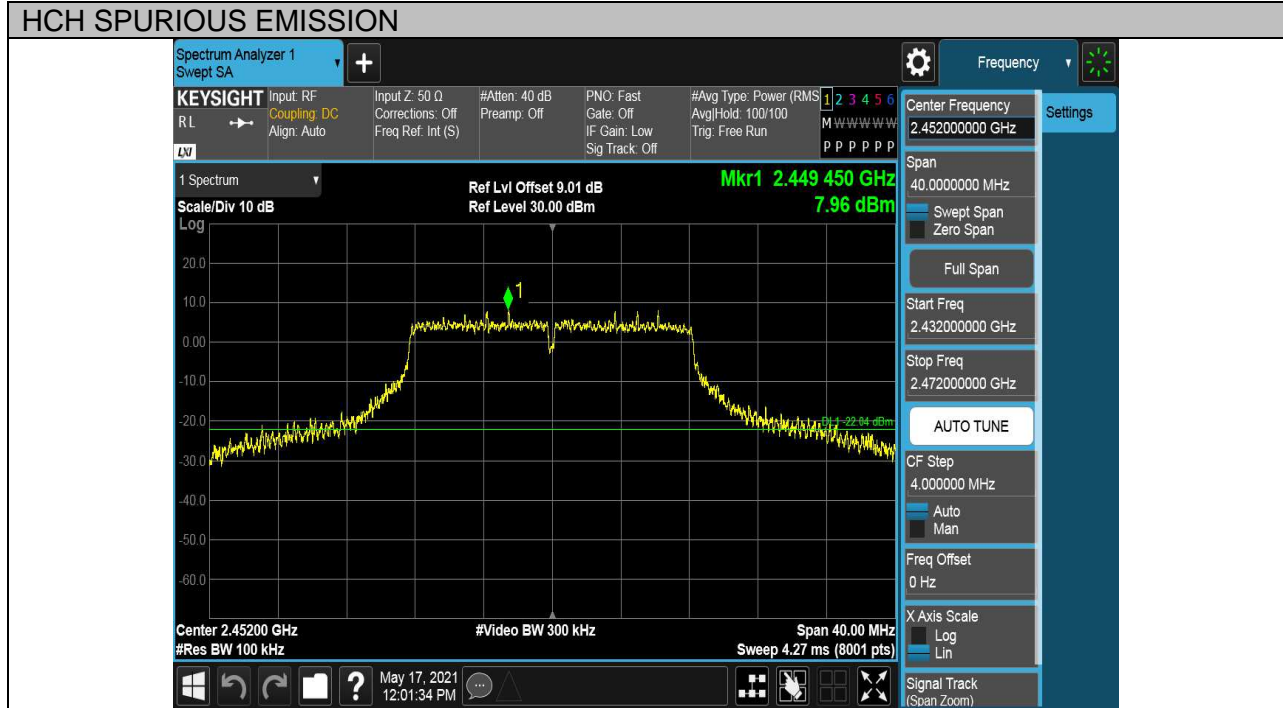 HCH SPURIOUS EMISSION
Spectrum Analyzer 1
Swept SA
+
Frequency
KEYSIGHT
RL
LXI
Input: RF
Coupling: DC
Align: Auto
Input Z: 50 Ω
Corrections: Off
Freq Ref: Int (S)
#Atten: 40 dB
Preamp: Off
PNO: Fast
Gate: Off
IF Gain: Low
Sig Track: Off
#Avg Type: Power (RMS
Avg|Hold: 100/100
Trig: Free Run
1 2 3 4 5 6
M W W W W W
P P P P P P
1 Spectrum
Scale/Div 10 dB
Ref Lvl Offset 9.01 dB
Ref Level 30.00 dBm
Mkr1 2.449 450 GHz
7.96 dBm
Log
20.0
10.0
0.00
-10.0
-20.0
-30.0
-40.0
-50.0
-60.0
1
DL1 -22.04 dBm
Center 2.45200 GHz
#Res BW 100 kHz
#Video BW 300 kHz
Span 40.00 MHz
Sweep 4.27 ms (8001 pts)
?
May 17, 2021
12:01:34 PM
Center Frequency
2.452000000 GHz
Span
40.0000000 MHz
Swept Span
Zero Span
Full Span
Start Freq
2.432000000 GHz
Stop Freq
2.472000000 GHz
AUTO TUNE
CF Step
4.000000 MHz
Auto
Man
Freq Offset
0 Hz
X Axis Scale
Log
Lin
Signal Track
(Span Zoom)
Settings